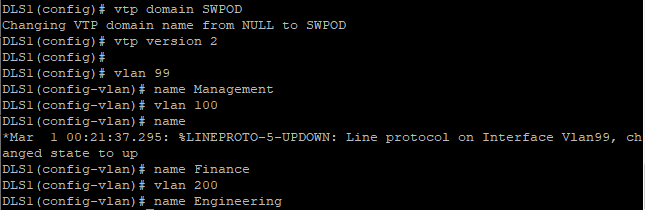 DLS1(config)# vtp domain SWPOD
Changing VTP domain name from NULL to SWPOD
DLS1(config)# vtp version 2
DLS1(config)#
DLS1(config)# vlan 99
DLS1(config-vlan)# name Management
DLS1(config-vlan)# vlan 100
DLS1(config-vlan)# name
*Mar  1 00:21:37.295: %LINEPROTO-5-UPDOWN: Line protocol on Interface Vlan99, ch
anged state to up
DLS1(config-vlan)# name Finance
DLS1(config-vlan)# vlan 200
DLS1(config-vlan)# name Engineering